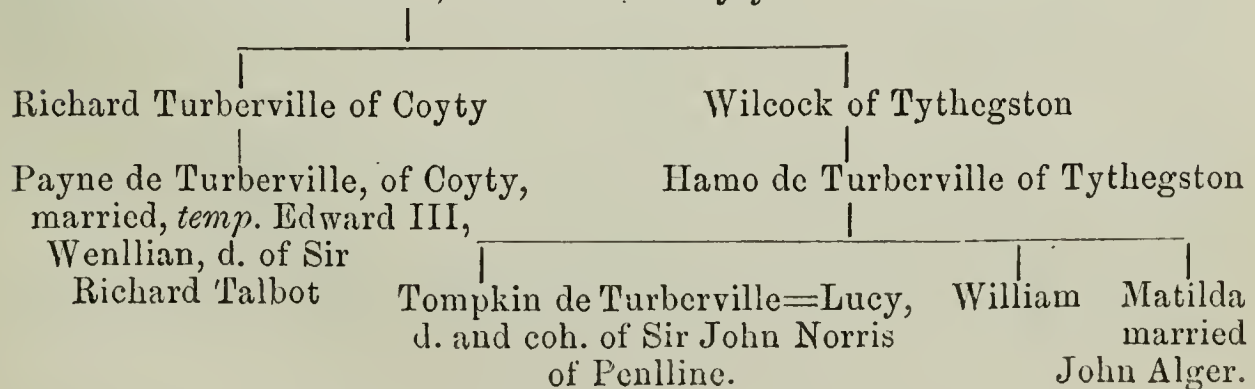 Richard Turberville of Coyty Wilcock of Tythegston
Payne de Turberville, of Coyty, Hamo de Turberville of Tythegston
married, temp. Edward III,
Wenllian, d. of Sir
Richard Talbot Tompkin de Turberville=Lucy, William Matilda
d. and coh. of Sir John Norris married
of Penlline. John Alger.